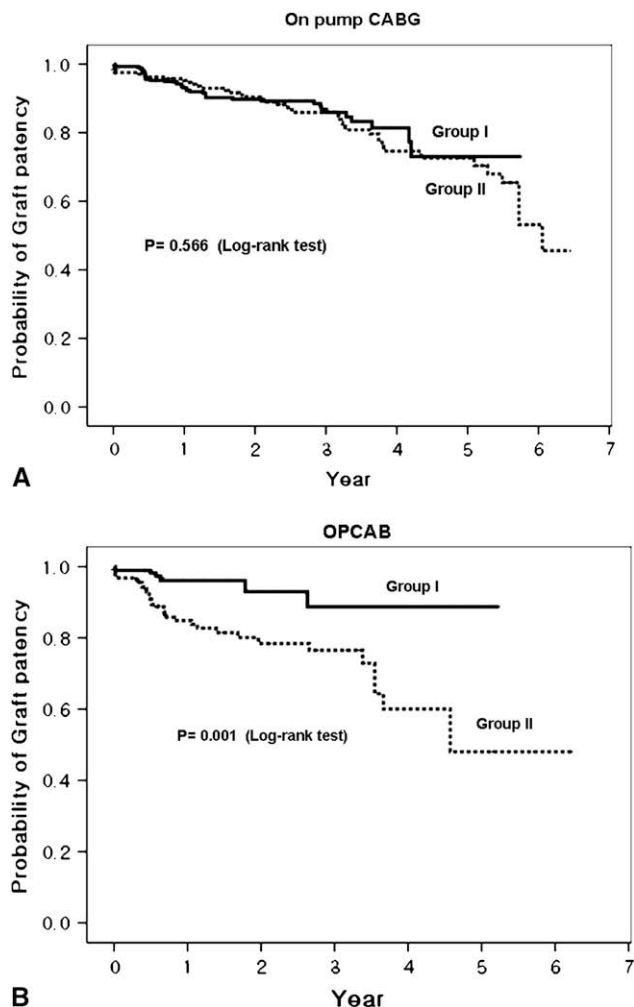 On pump CABG
Probability of Graft patency
1.0
0.8
0.6
0.4
0.2
0.0
Group I
Group II
P= 0.566 (Log-rank test)
0 1 2 3 4 5 6 7
Year
A
OPCAB
Probability of Graft patency
1.0
0.8
0.6
0.4
0.2
0.0
Group I
Group II
P= 0.001 (Log-rank test)
0 1 2 3 4 5 6 7
Year
B